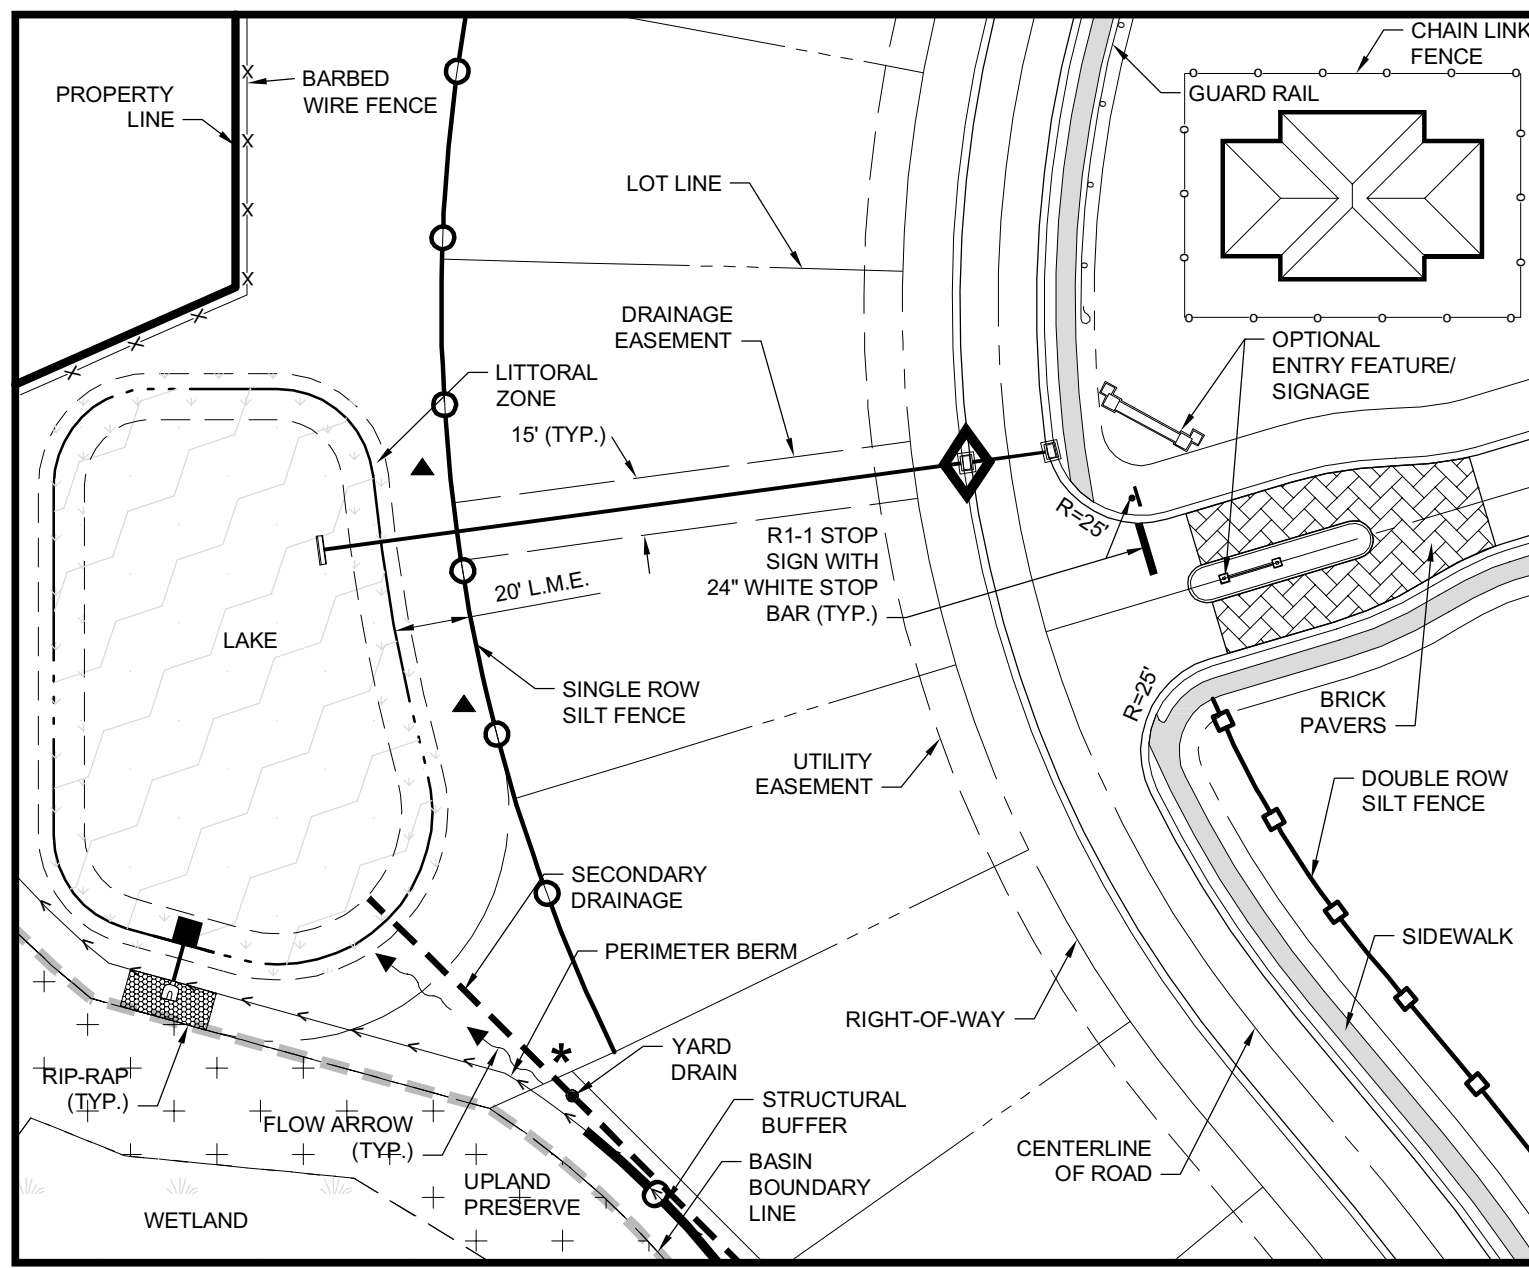 CHAIN LINK
FENCE
BARBED
WIRE FENCE
PROPERTY
LINE
GUARD RAIL
LOT LINE
DRAINAGE
EASEMENT
OPTIONAL
ENTRY FEATURE/
SIGNAGE
LITTORAL
ZONE
15' (TYP.)
R=25'
R1-1 STOP
SIGN WITH
24" WHITE STOP
BAR (TYP.)
20' L.M.E.
LAKE
SINGLE ROW
SILT FENCE
R=25'
BRICK
PAVERS
UTILITY
EASEMENT
DOUBLE ROW
SILT FENCE
SECONDARY
DRAINAGE
PERIMETER BERM
SIDEWALK
RIGHT-OF-WAY
YARD
DRAIN
RIP-RAP
(TYP.)
FLOW ARROW
(TYP.)
STRUCTURAL
BUFFER
CENTERLINE
OF ROAD
BASIN
BOUNDARY
LINE
UPLAND
PRESERVE
WETLAND